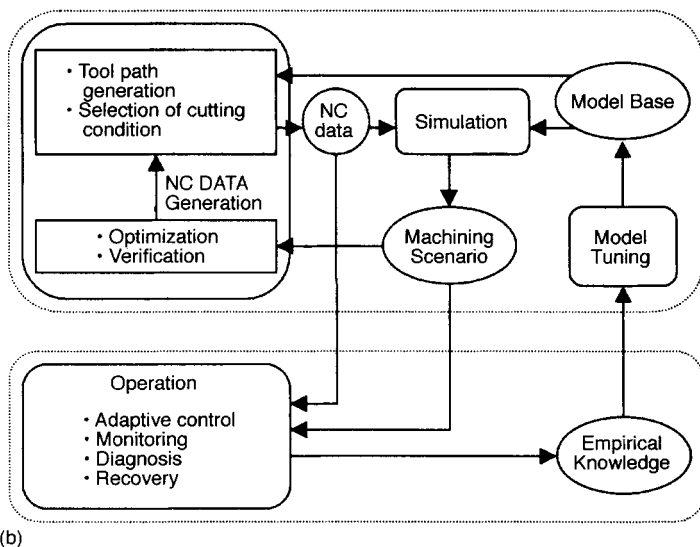 • Tool path
generation
• Selection of cutting
condition
NC
data
Simulation
Model Base
NC DATA
Generation
• Optimization
• Verification
Machining
Scenario
Model
Tuning
Operation
• Adaptive control
• Monitoring
• Diagnosis
• Recovery
Empirical
Knowledge
(b)